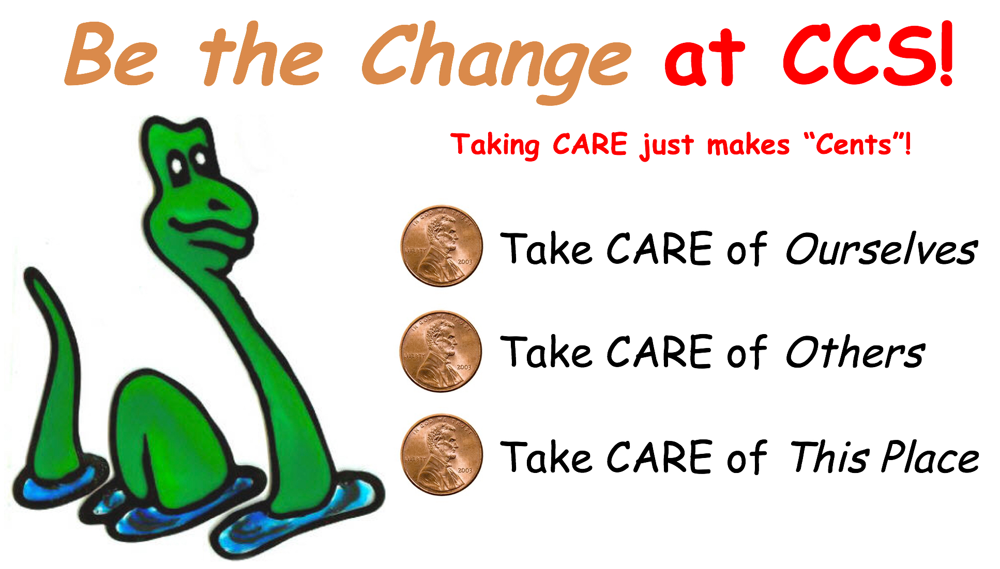 Be the Change at CCS!
Taking CARE just makes “Cents”!
IN GOD WE TRUST
LIBERTY
2003
Take CARE of Ourselves
IN GOD WE TRUST
LIBERTY
2003
Take CARE of Others
IN GOD WE TRUST
LIBERTY
2003
Take CARE of This Place